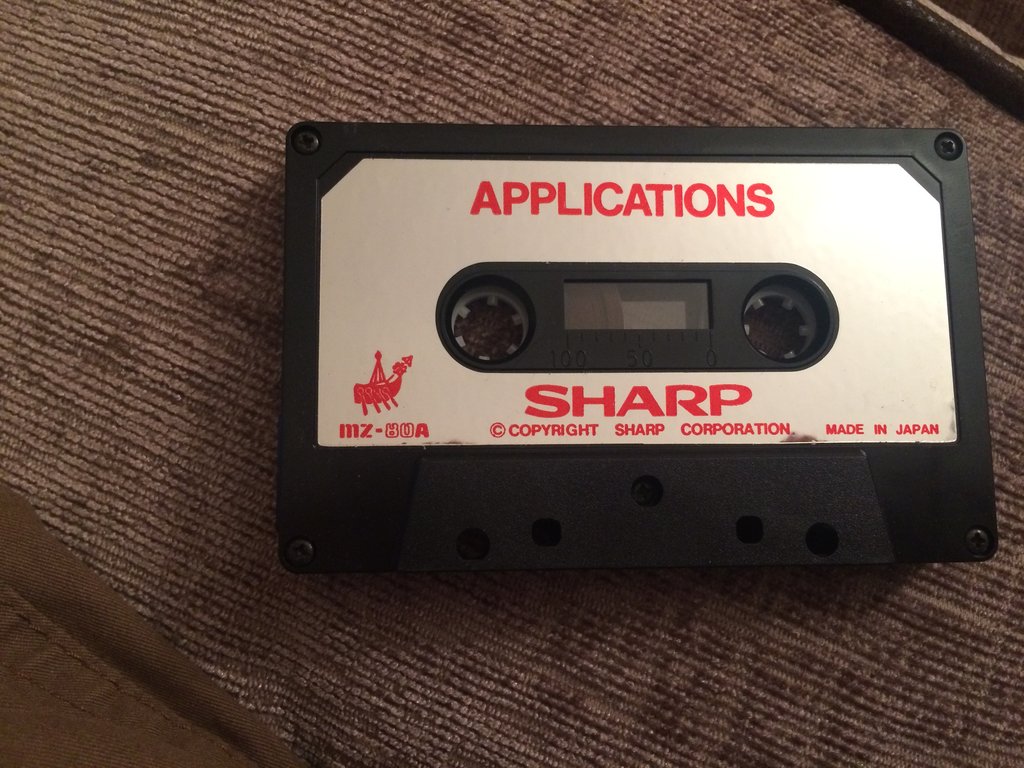 APPLICATIONS
100 50 0
SHARP
MZ-80A
© COPYRIGHT SHARP CORPORATION. MADE IN JAPAN